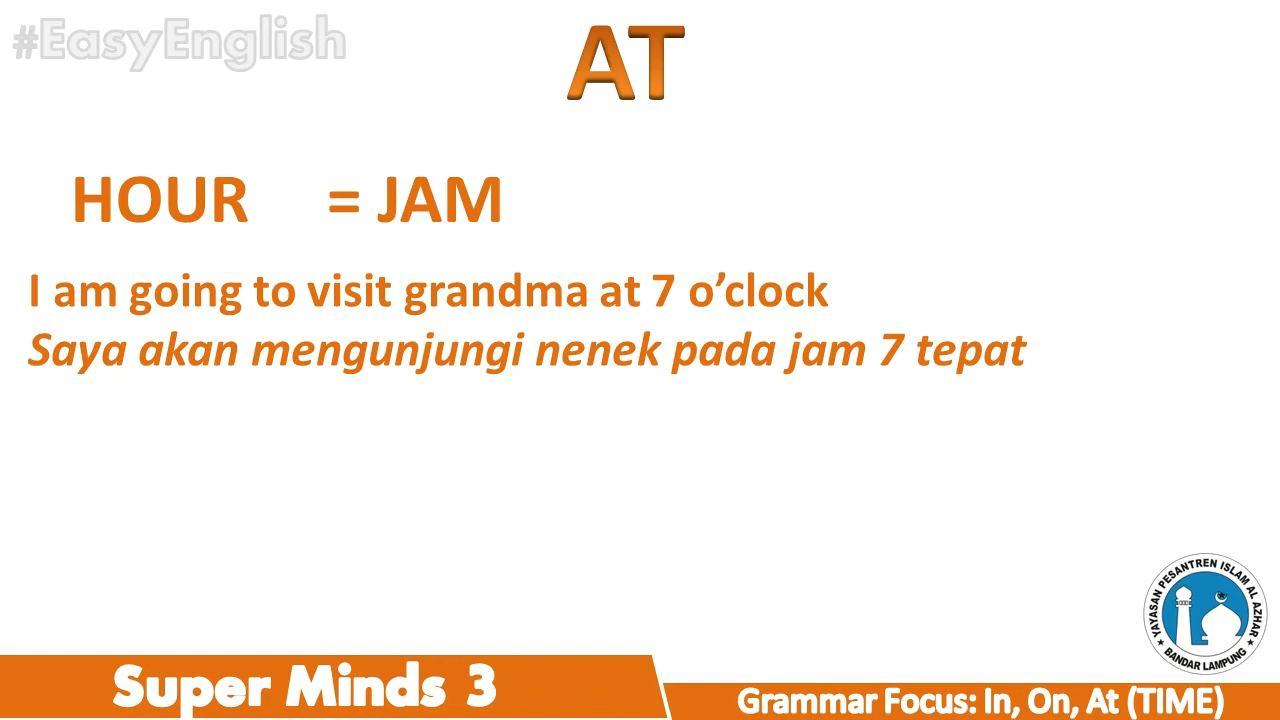 #EasyEnglish
AT
HOUR = JAM
I am going to visit grandma at 7 o’clock
Saya akan mengunjungi nenek pada jam 7 tepat
YAYASAN PESANTREN ISLAM AL AZHAR
BANDAR LAMPUNG
Super Minds 3
Grammar Focus: In, On, At (TIME)